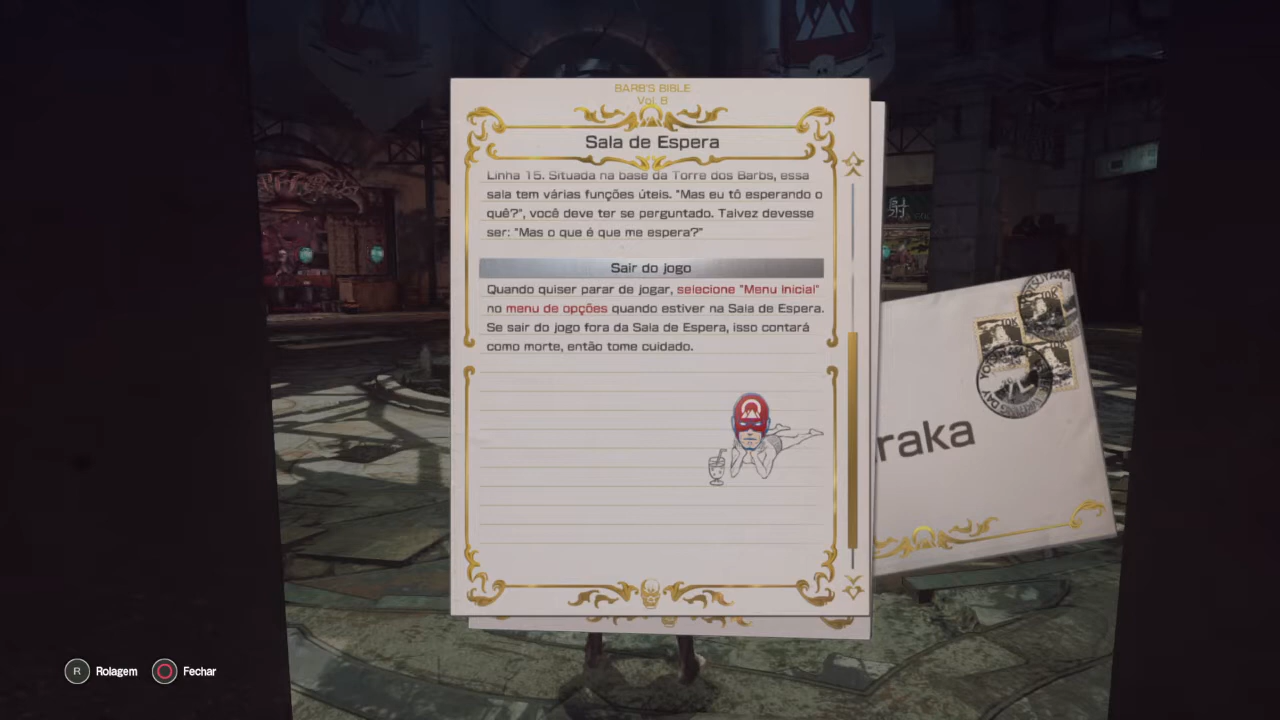 BARB'S BIBLE
Vol. 8
Sala de Espera
Linha 15. Situada na base da Torre dos Barbs, essa
sala tem várias funções úteis. "Mas eu tô esperando o
quê?", você deve ter se perguntado. Talvez devesse
ser: "Mas o que é que me espera?"
Sair do jogo
Quando quiser parar de jogar, selecione "Menu Inicial"
no menu de opções quando estiver na Sala de Espera.
Se sair do jogo fora da Sala de Espera, isso contará
como morte, então tome cuidado.
raka
R Rolagem Fechar